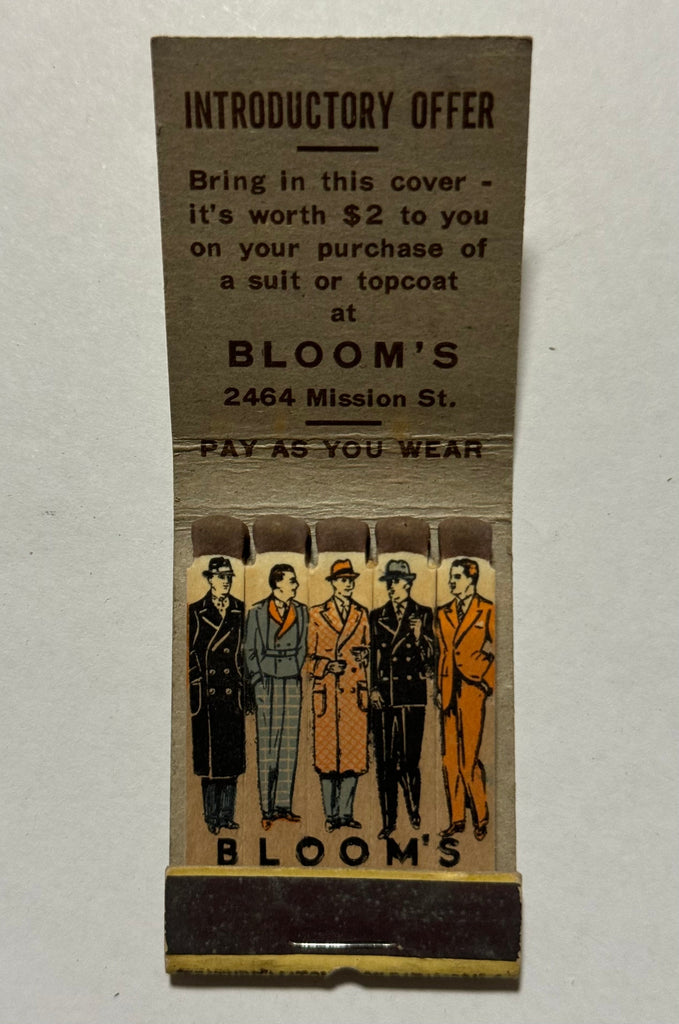 INTRODUCTORY OFFER
Bring in this cover -
it's worth $2 to you
on your purchase of
a suit or topcoat
at
BLOOM'S
2464 Mission St.
PAY AS YOU WEAR
BLOOM'S